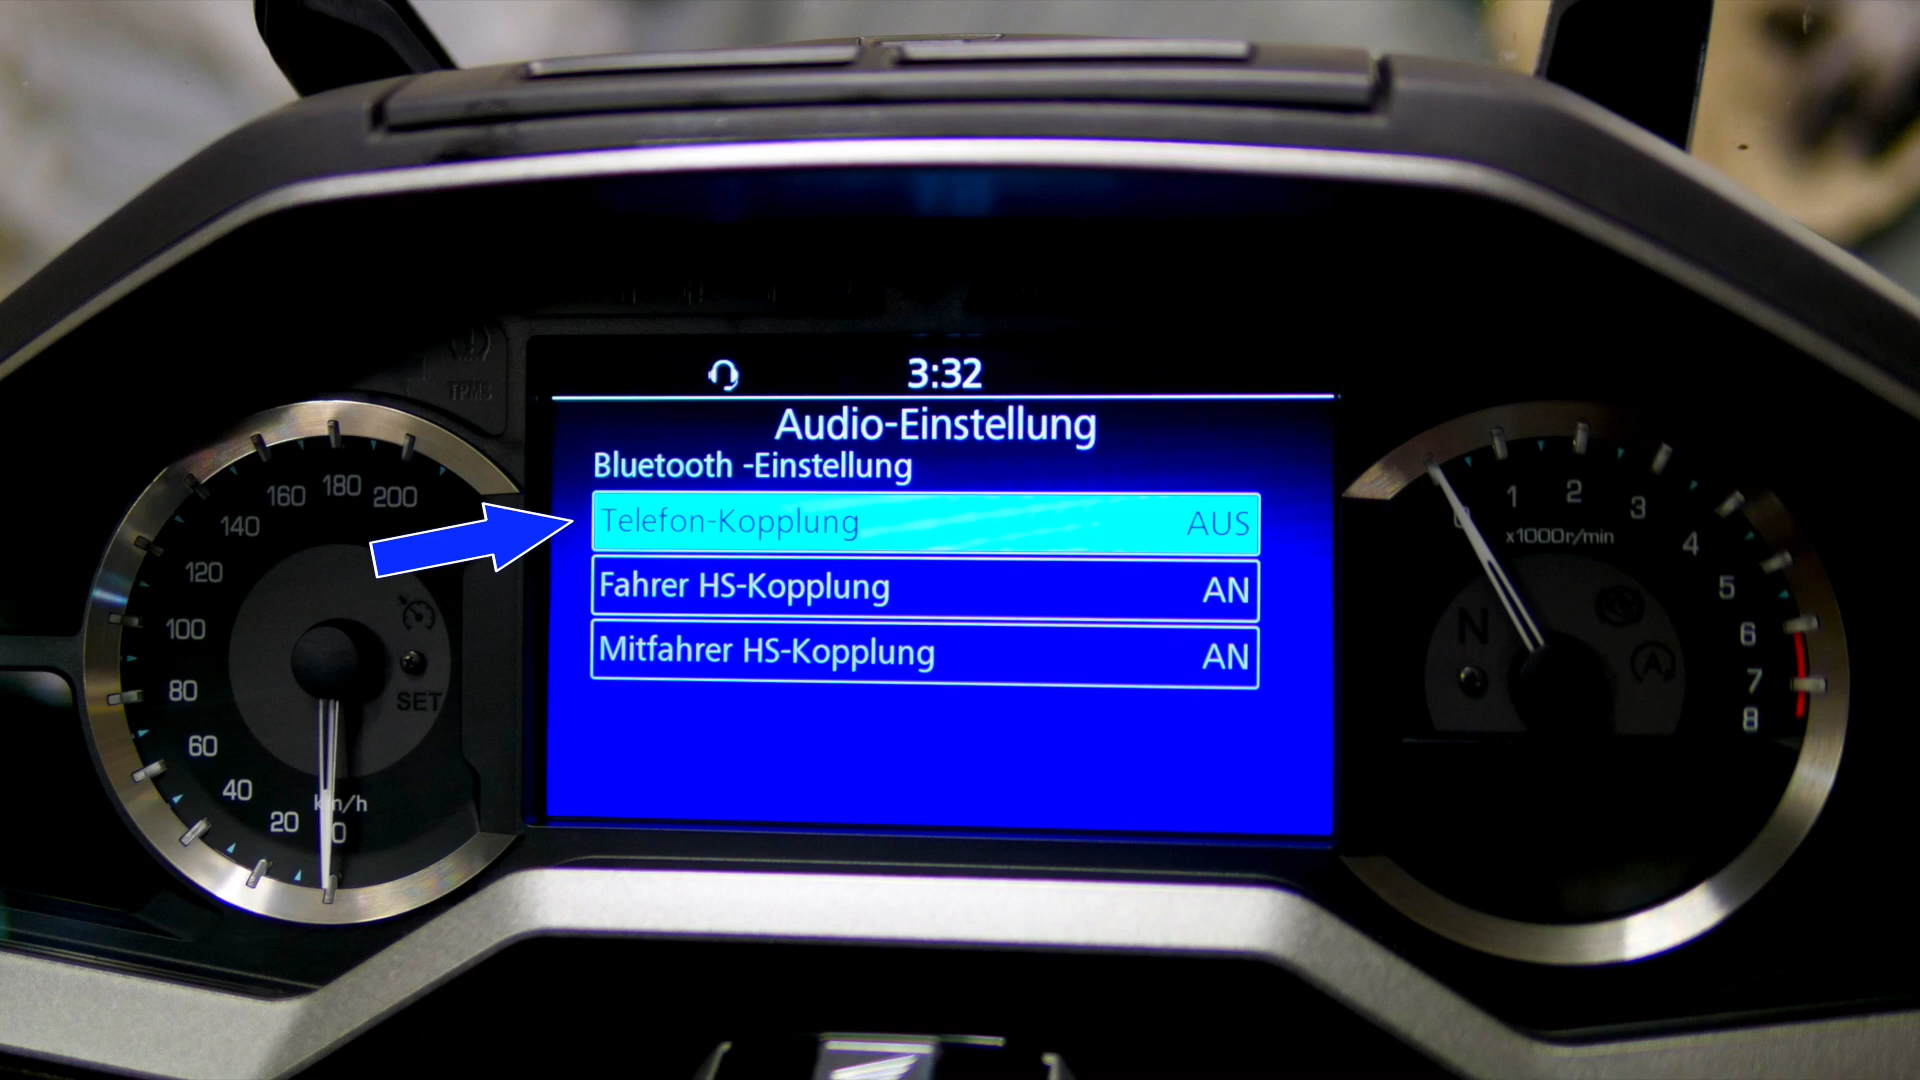 3:32
Audio-Einstellung
Bluetooth -Einstellung
Telefon-Kopplung AUS
Fahrer HS-Kopplung AN
Mitfahrer HS-Kopplung AN
TPMS
200
180
160
140
120
100
80
60
40
20
0
km/h
SET
0
1
2
3
4
5
6
7
8
x1000r/min
N
A